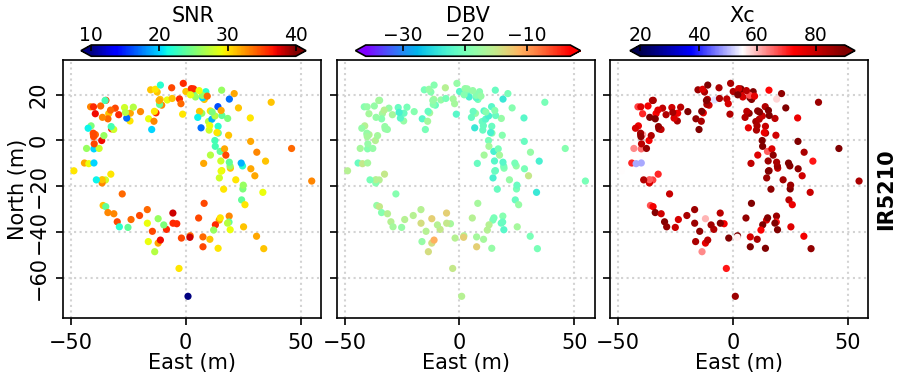 SNR
DBV
Xc
10 20 30 40
−30 −20 −10
20 40 60 80
North (m)
20
0
−20
−40
−60
IR5210
−50 0 50
−50 0 50
−50 0 50
East (m)
East (m)
East (m)